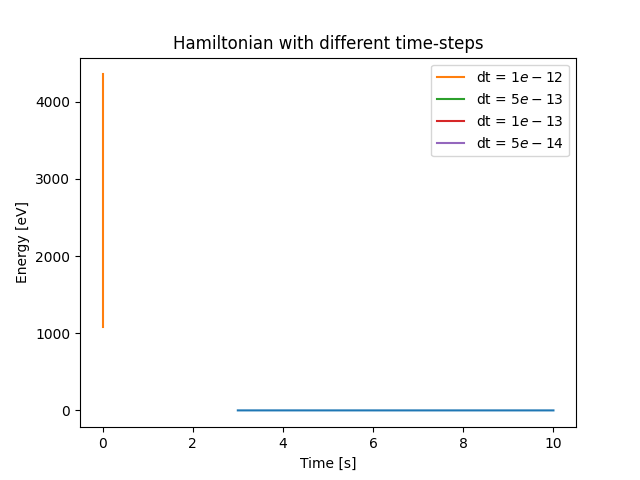 Hamiltonian with different time-steps
dt = 1e − 12
dt = 5e − 13
dt = 1e − 13
dt = 5e − 14
4000
3000
2000
1000
0
Energy [eV]
0 2 4 6 8 10
Time [s]